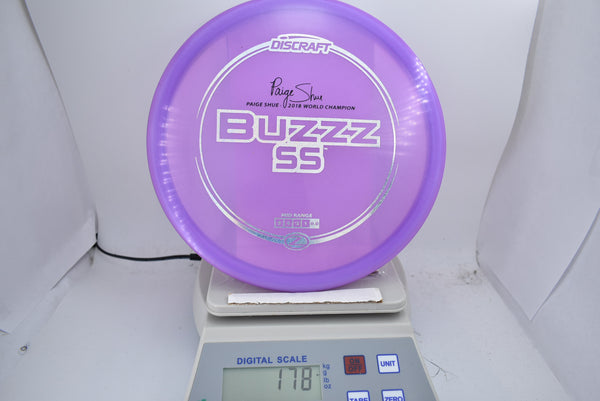 DISCRAFT
Paige Shue
PAIGE SHUE - 2018 WORLD CHAMPION
BUZZZ
SS™
MID RANGE
DIGITAL SCALE
kg
g
lb
oz
178
ON
OFF
UNIT
TARE
ZERO